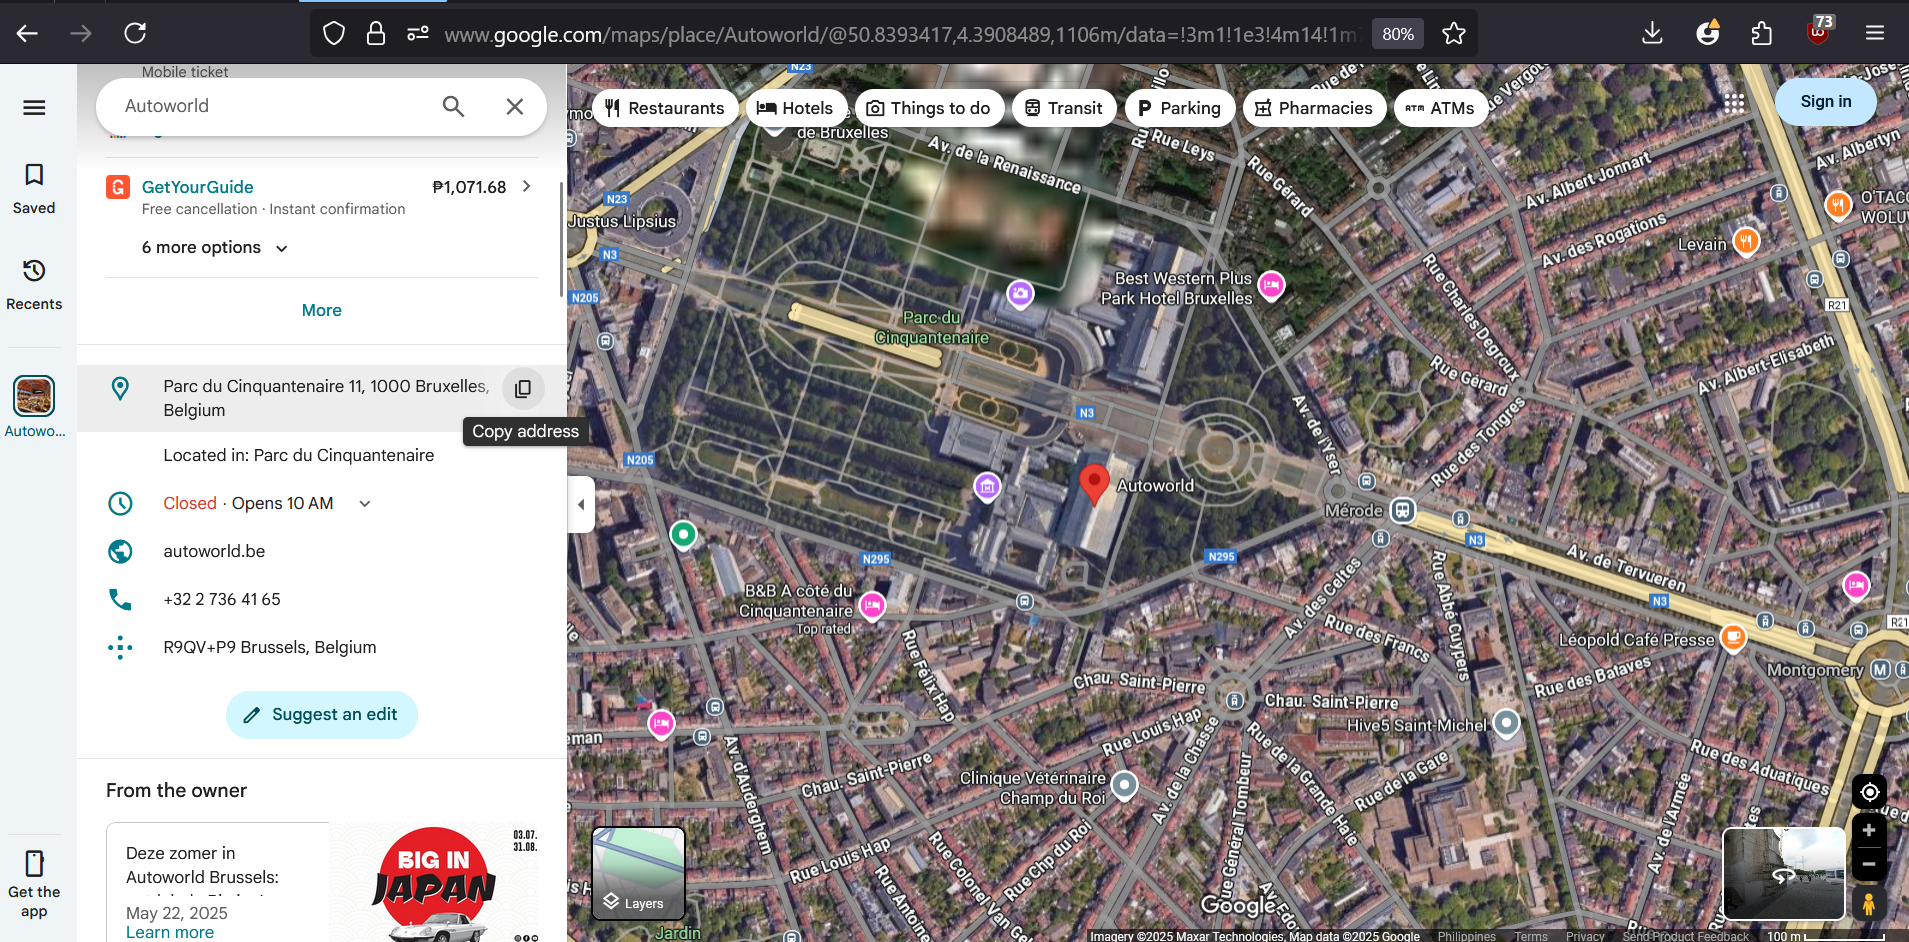 www.google.com/maps/place/Autoworld/@50.8393417,4.3908489,1106m/data=!3m1!1e3!4m14!1m7
80%
73
Mobile ticket
Autoworld
GetYourGuide
₱1,071.68
Free cancellation · Instant confirmation
6 more options
More
Parc du Cinquantenaire 11, 1000 Bruxelles,
Belgium
Copy address
Located in: Parc du Cinquantenaire
Closed · Opens 10 AM
autoworld.be
+32 2 736 41 65
R9QV+P9 Brussels, Belgium
Suggest an edit
From the owner
Deze zomer in
Autoworld Brussels:
May 22, 2025
Learn more
BIG IN
JAPAN
03.07.
31.08.
Saved
Recents
Autowo...
Get the
app
Restaurants
Hotels
Things to do
Transit
Parking
Pharmacies
ATM
ATMs
Sign in
N23
de Bruxelles
Av. de la Renaissance
Rue Leys
Rue Gérard
Av. Albert Jonnart
Av. Albertyn
N23
Justus Lipsius
N3
N205
Av. des Rogations
Levain
O'TACO
WOLU
Best Western Plus
Park Hotel Bruxelles
Rue Charles Degroux
R21
Parc du
Cinquantenaire
Rue Gérard
Av. Albert-Elisabeth
N3
Av. de l'Yser
Rue des Tongres
N205
Autoworld
Mérode
N295
N295
N3
Av. de Tervueren
N3
B&B A côté du
Cinquantenaire
Top rated
Av. des Celtes
Rue Abbé Cuypers
Rue des Francs
Léopold Café Presse
R21
Montgomery
M
Rue Félix Hap
Chau. Saint-Pierre
Chau. Saint-Pierre
Rue des Bataves
Hive5 Saint-Michel
eman
Av. d'Auderghem
Rue Louis Hap
Av. de la Chasse
Rue de la Grande Haie
Rue de la Gare
Rue des Aduatiques
Chau. Saint-Pierre
Clinique Vétérinaire
Champ du Roi
Rue Général Tombeur
Av. de l'Armée
Rue Louis Hap
Rue Colonel Van Gel
Rue Chp du Roi
Rue Antoine
Layers
Jardin
Google
Imagery ©2025 Maxar Technologies, Map data ©2025 Google
Philippines
Terms
Privacy
Send Product Feedback
100 m